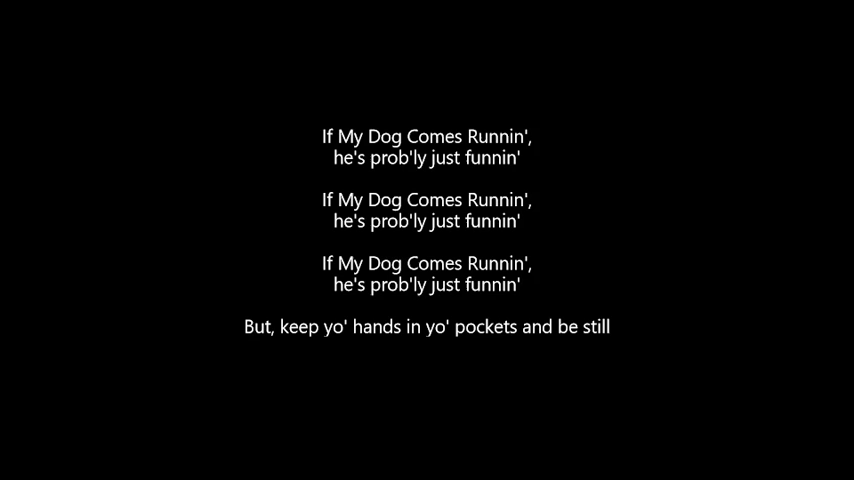 If My Dog Comes Runnin',
he's prob'ly just funnin'
If My Dog Comes Runnin',
he's prob'ly just funnin'
If My Dog Comes Runnin',
he's prob'ly just funnin'
But, keep yo' hands in yo' pockets and be still